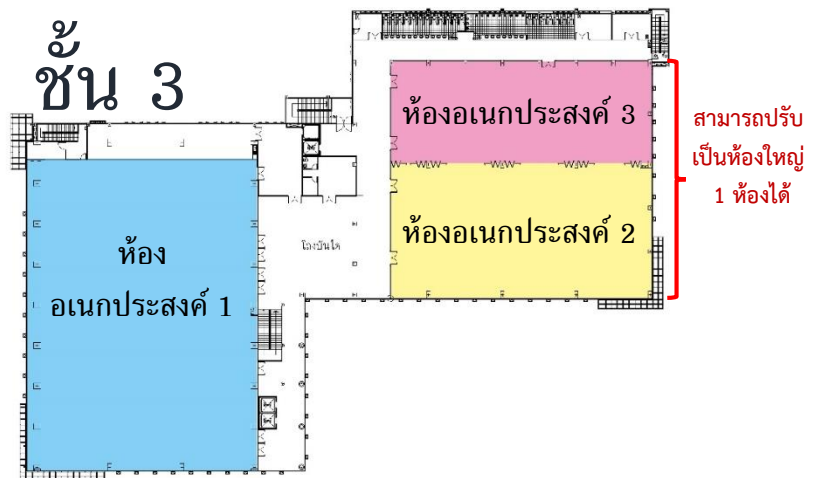 ชั้น 3
ห้องอเนกประสงค์ 3
สามารถปรับ
เป็นห้องใหญ่
1 ห้องได้
ห้องอเนกประสงค์ 2
ห้อง
อเนกประสงค์ 1
โถงบันได